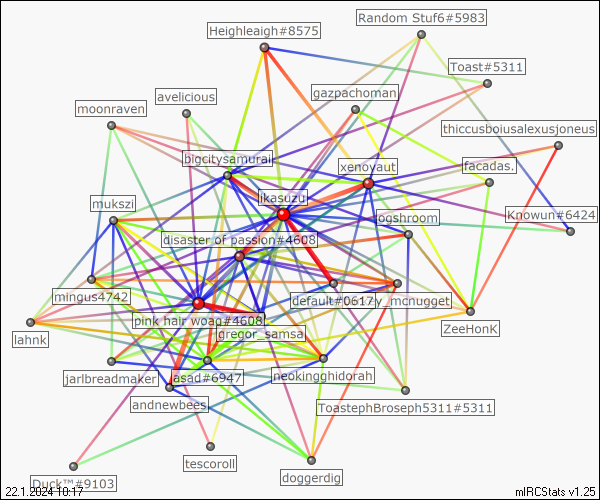 Heighleaigh#8575
Random Stuf6#5983
Toast#5311
gazpachoman
avelicious
moonraven
thiccusboiusalexusjoneus
bigcitysamurai
xenoyaut
facadas.
likasuzu
mukszi
rogshroom
Knowun#6424
disaster of passion#4608
mingus4742
default#0617
y_mcnugget
pink hair woag#4608
gregor_samsa
ZeeHonK
lahnk
jarlbreadmaker
asad#6947
neokingghidorah
andnewbees
ToastephBroseph5311#5311
tescoroll
doggerdig
Duck™#9103
22.1.2024 10:17
mIRCStats v1.25